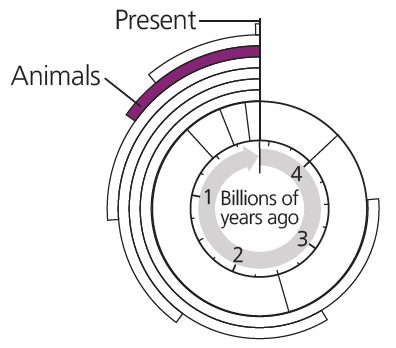 Present
Animals
4
1
Billions of
years ago
3
2